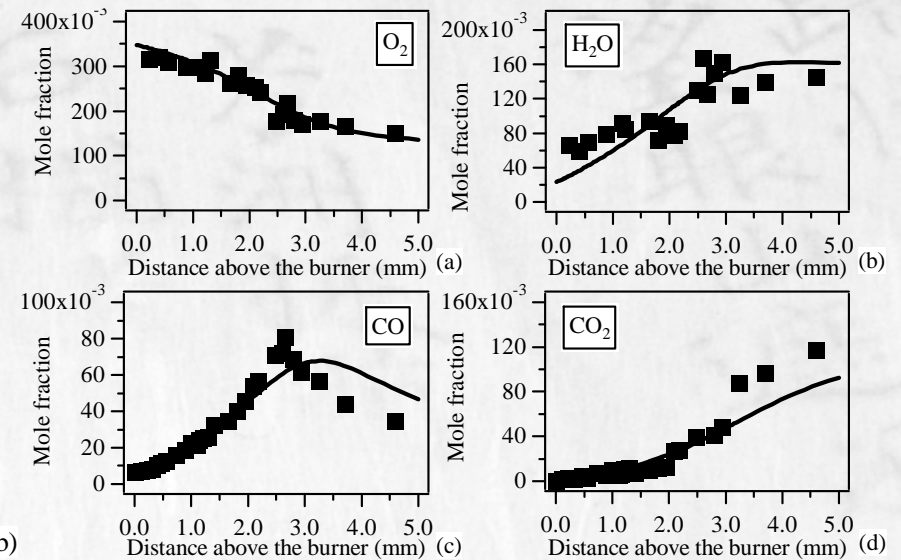 400x10-3
300
200
100
0
Mole fraction
O2
0.0 1.0 2.0 3.0 4.0 5.0
Distance above the burner (mm) (a)
200x10-3
160
120
80
40
0
Mole fraction
H2O
0.0 1.0 2.0 3.0 4.0 5.0
Distance above the burner (mm) (b)
100x10-3
80
60
40
20
0
Mole fraction
CO
0.0 1.0 2.0 3.0 4.0 5.0
Distance above the burner (mm) (c)
160x10-3
120
80
40
0
Mole fraction
CO2
0.0 1.0 2.0 3.0 4.0 5.0
Distance above the burner (mm) (d)